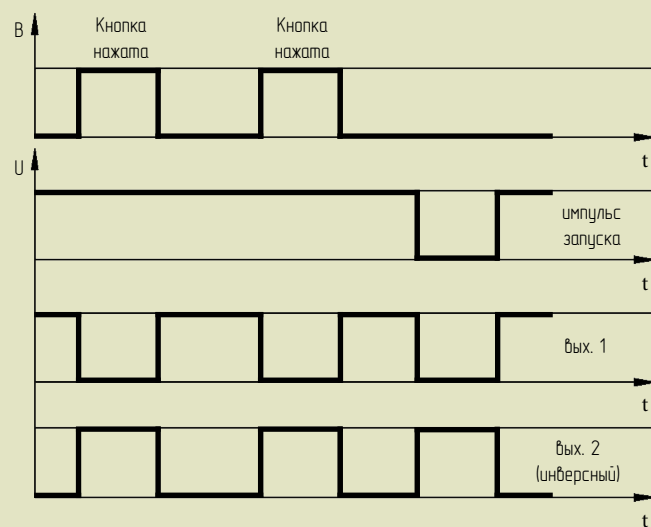 B
Кнопка
нажата
Кнопка
нажата
t
U
импульс
запуска
t
вых. 1
t
вых. 2
(инверсный)
t